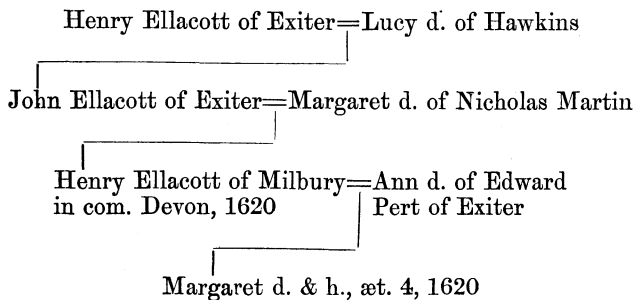 Henry Ellacott of Exiter=Lucy d. of Hawkins
John Ellacott of Exiter=Margaret d. of Nicholas Martin
Henry Ellacott of Milbury=Ann d. of Edward
in com. Devon, 1620 Pert of Exiter
Margaret d. & h., æt. 4, 1620